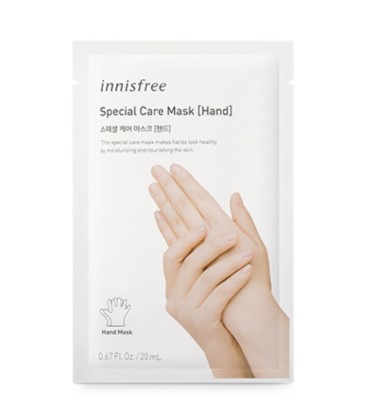 innisfree
Special Care Mask [Hand]
스페셜 케어 마스크 [핸드]
This special care mask makes hands look healthy
by moisturizing and nourishing the skin.
Hand Mask
0.67 Fl. Oz. / 20 mL